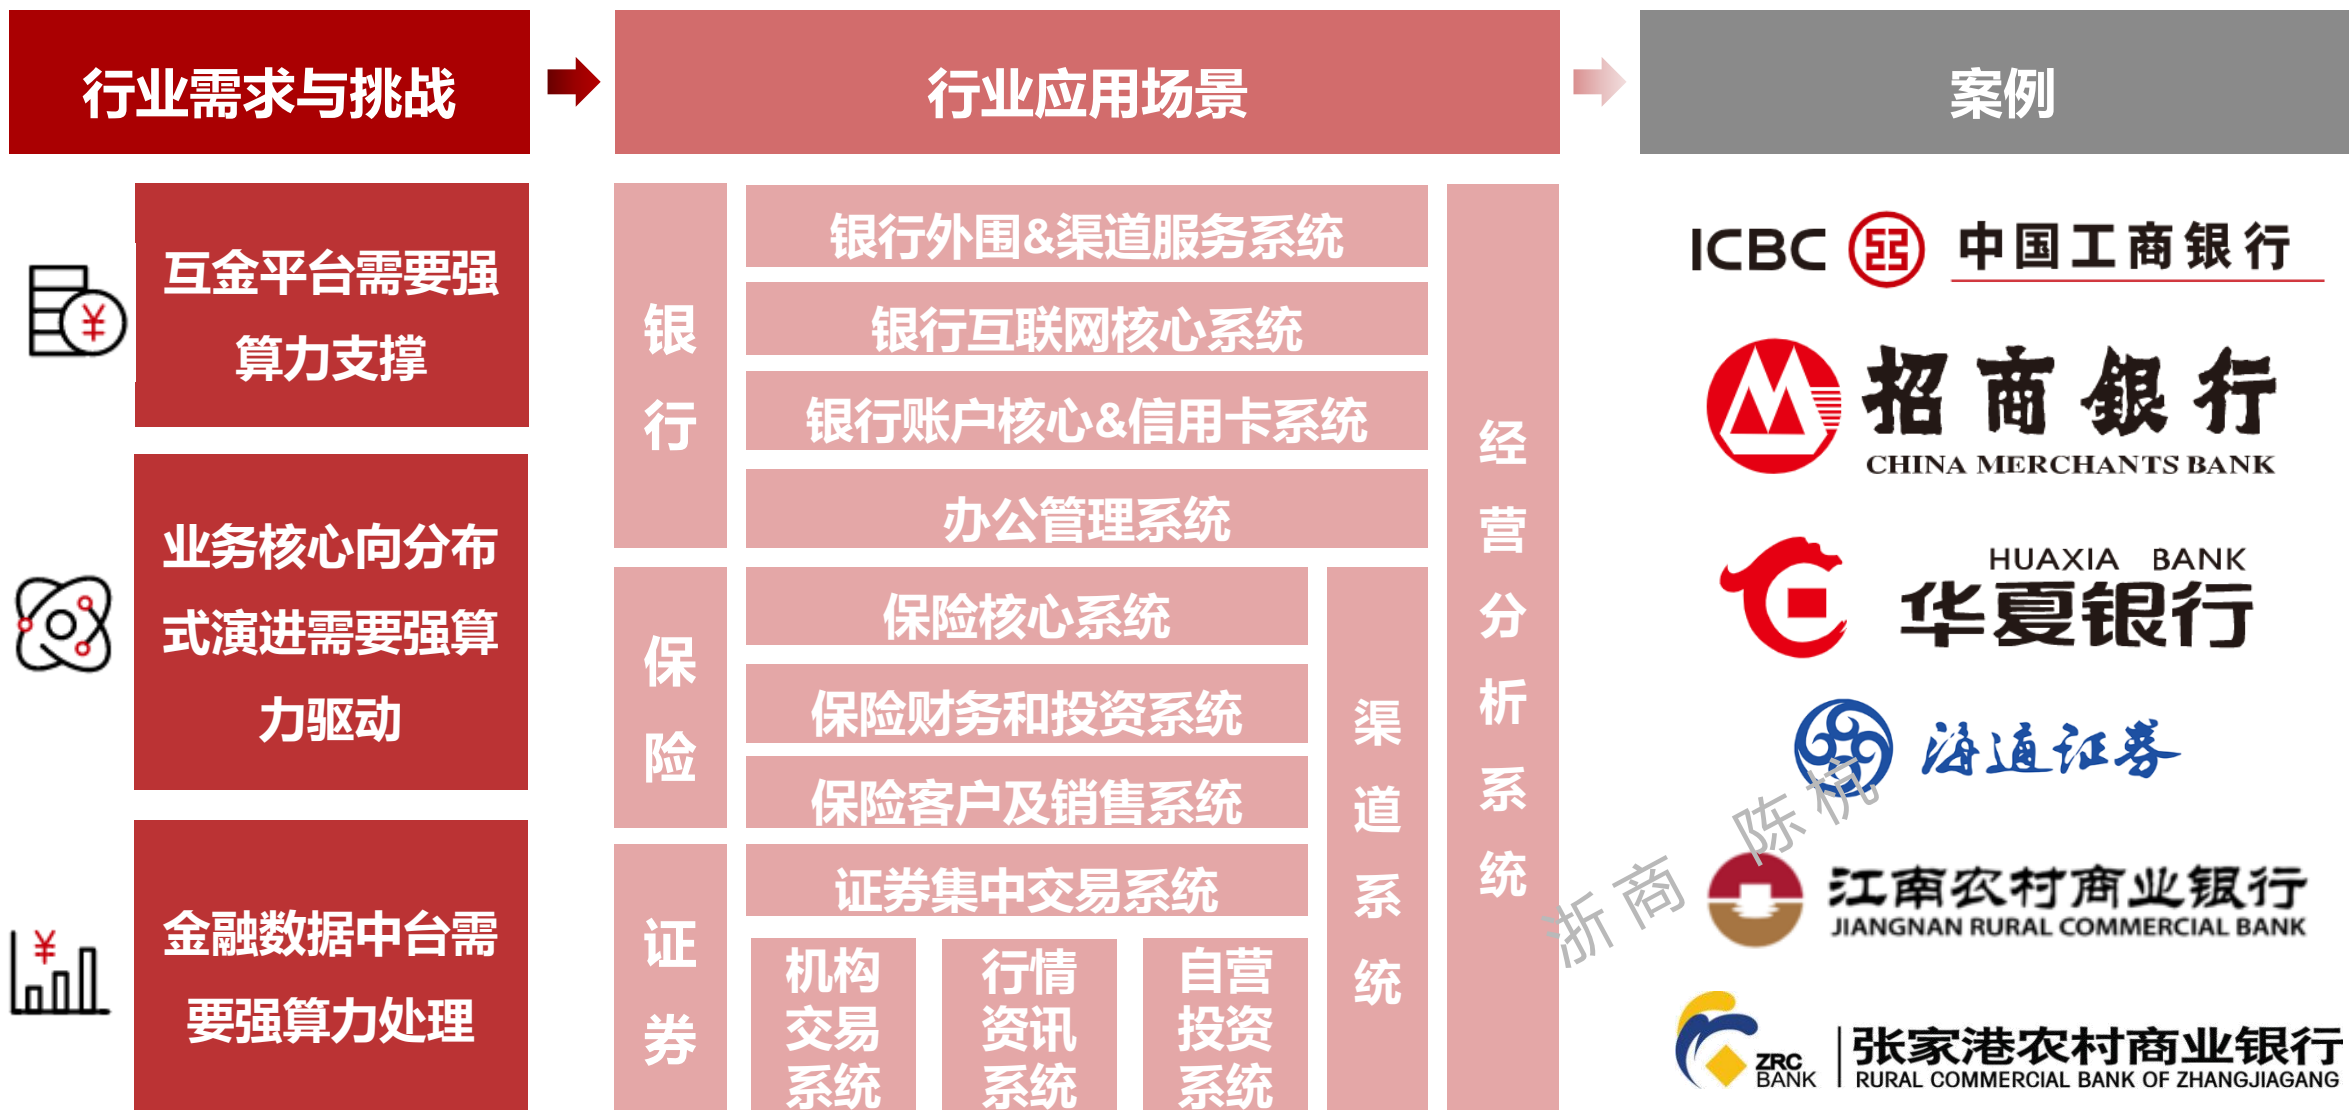 行业需求与挑战
行业应用场景
案例
互金平台需要强
算力支撑
业务核心向分布
式演进需要强算
力驱动
金融数据中台需
要强算力处理
银行
银行外围&渠道服务系统
银行互联网核心系统
银行账户核心&信用卡系统
办公管理系统
保险
保险核心系统
保险财务和投资系统
保险客户及销售系统
证券
证券集中交易系统
机构
交易
系统
行情
资讯
系统
自营
投资
系统
渠道系统
经营分析系统
ICBC 中国工商银行
招商銀行
CHINA MERCHANTS BANK
HUAXIA BANK
华夏银行
海通证券
江南农村商业银行
JIANGNAN RURAL COMMERCIAL BANK
ZRC
BANK
张家港农村商业银行
RURAL COMMERCIAL BANK OF ZHANGJIAGANG
浙商 陈杭
¥
¥